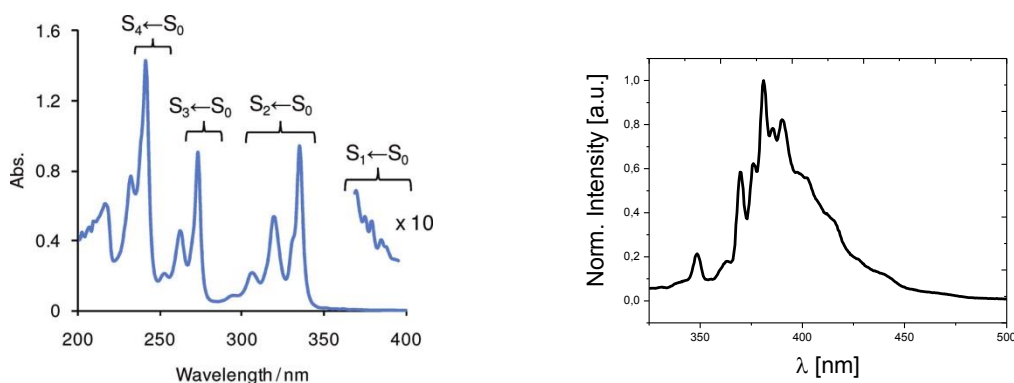 S₄←S₀
S₃←S₀
S₂←S₀
S₁←S₀
x 10
Abs.
1.6
1.2
0.8
0.4
0
200 250 300 350 400
Wavelength / nm
Norm. Intensity [a.u.]
1,0
0,8
0,6
0,4
0,2
0,0
350 400 450 500
λ [nm]